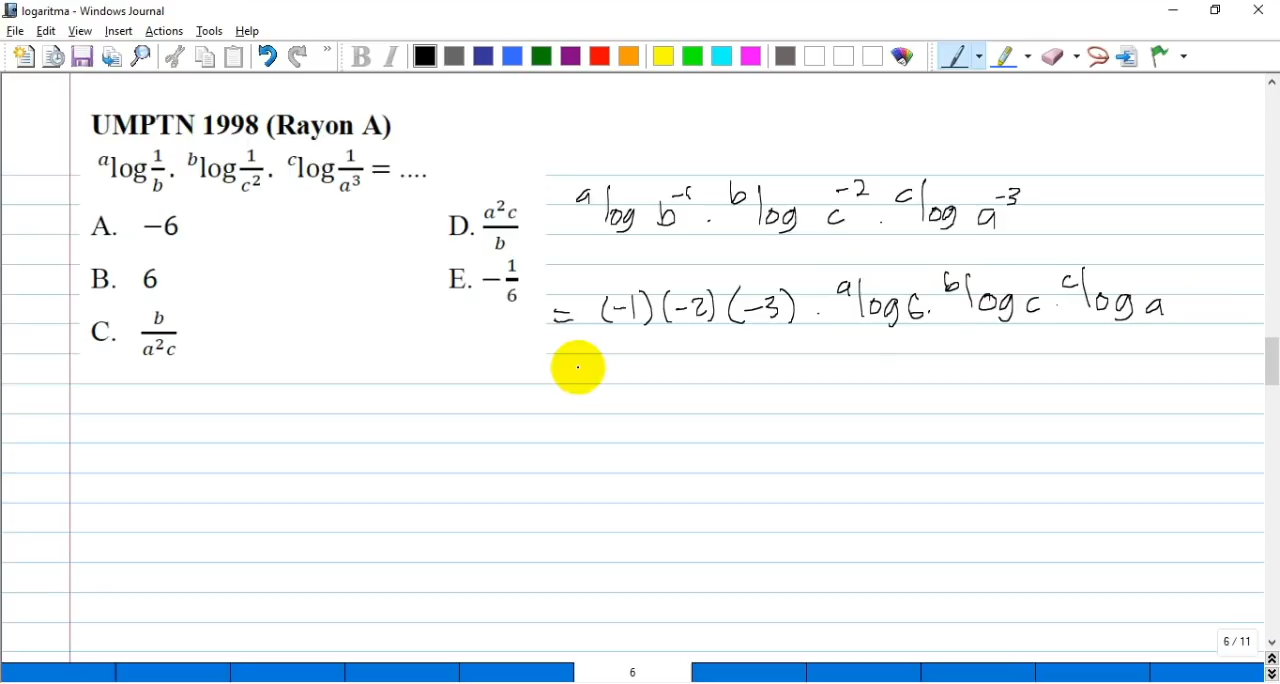 logaritma - Windows Journal
File Edit View Insert Actions Tools Help
» B I
UMPTN 1998 (Rayon A)
ᵃlog 1/b . ᵇlog 1/c² . ᶜlog 1/a³ = ....
A. −6
B. 6
C. b/a²c
D. a²c/b
E. −1/6
ᵃlog b⁻¹ . ᵇlog c⁻² . ᶜlog a⁻³
= (-1)(-2)(-3) . ᵃlog b . ᵇlog c . ᶜlog a
6 / 11
6